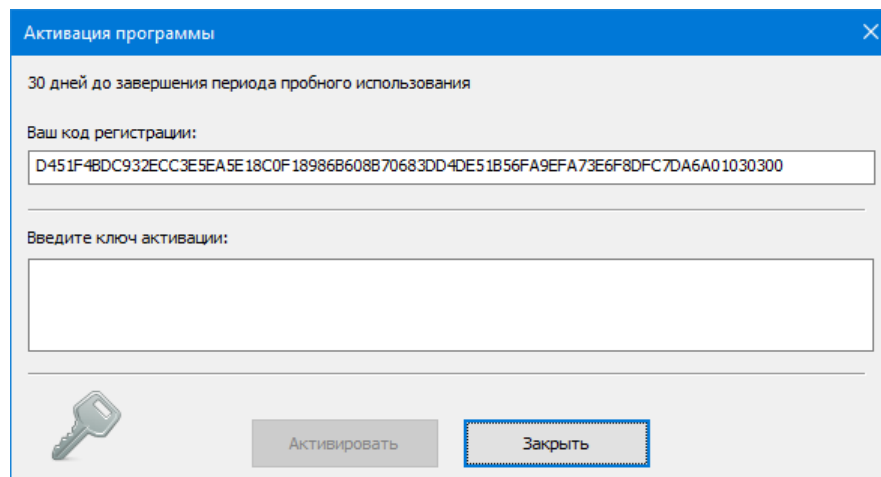 Активация программы
30 дней до завершения периода пробного использования
Ваш код регистрации:
D451F4BDC932ECC3E5EA5E18C0F18986B608B70683DD4DE51B56FA9EFA73E6F8DFC7DA6A01030300
Введите ключ активации:
Активировать
Закрыть